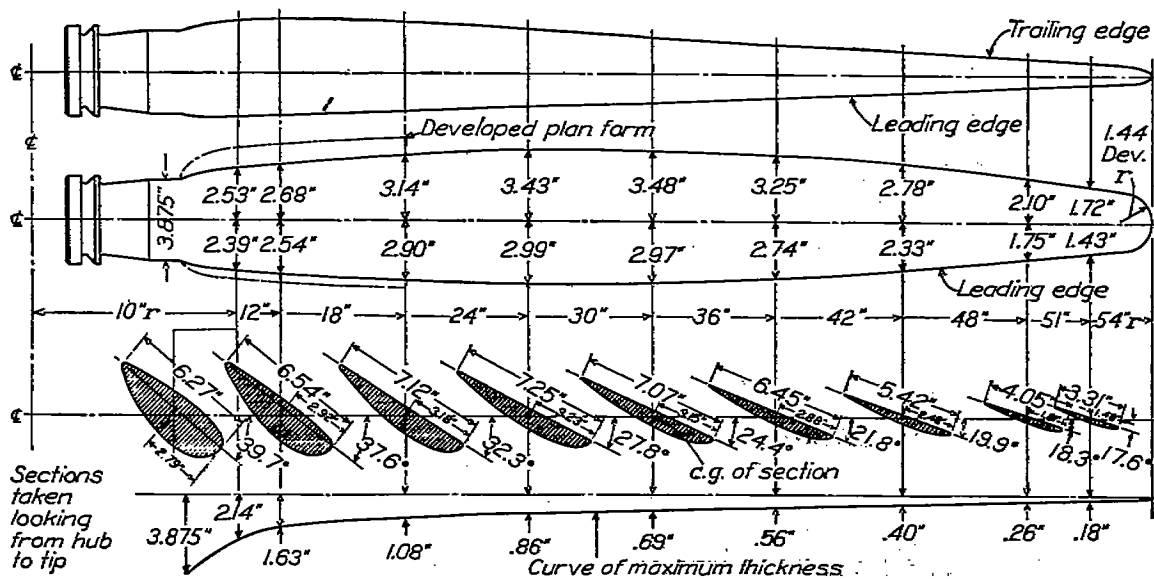 Trailing edge
℄
Leading edge
1.44
Dev.
r
Developed plan form
℄
3.875"
2.53" 2.68" 3.14" 3.43" 3.48" 3.25" 2.78" 2.10" 1.72"
℄
2.39" 2.54" 2.90" 2.99" 2.97" 2.74" 2.33" 1.75" 1.43"
Leading edge
10"r 12" 18" 24" 30" 36" 42" 48" 51" 54"r
6.27" 6.54" 7.12" 7.25" 7.07" 6.45" 5.42" 4.05" 3.31"
℄
2.79"
39.7° 37.6° 32.3° 27.8° 24.4° 21.8° 19.9° 18.3° 17.6°
c.g. of section
Sections
taken
looking
from hub
to tip
3.875" 2.14" 1.63" 1.08" .86" .69" .56" .40" .26" .18"
Curve of maximum thickness